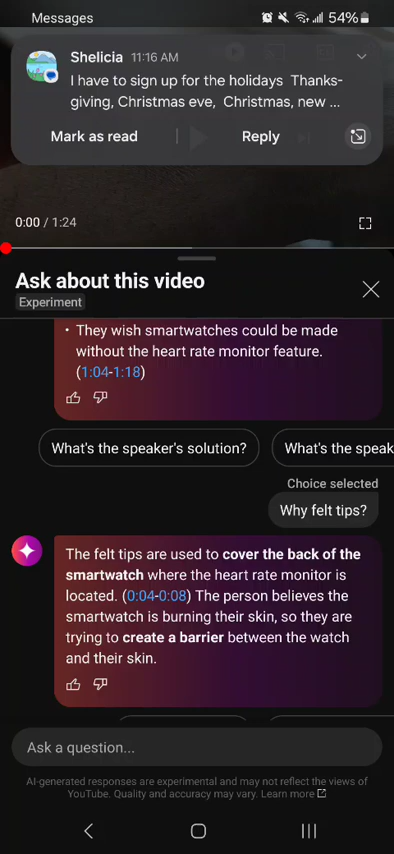 Messages
54%
Shelicia 11:16 AM
I have to sign up for the holidays Thanks-
giving, Christmas eve, Christmas, new ...
Mark as read
Reply
0:00 / 1:24
Ask about this video
Experiment
• They wish smartwatches could be made
without the heart rate monitor feature.
(1:04-1:18)
What's the speaker's solution?
What's the speak
Choice selected
Why felt tips?
The felt tips are used to cover the back of the
smartwatch where the heart rate monitor is
located. (0:04-0:08) The person believes the
smartwatch is burning their skin, so they are
trying to create a barrier between the watch
and their skin.
Ask a question...
AI-generated responses are experimental and may not reflect the views of
YouTube. Quality and accuracy may vary. Learn more